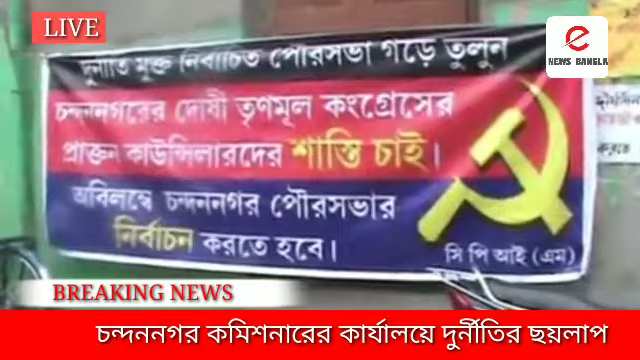 LIVE
e
NEWS BANGLA
দুর্নীতি মুক্ত নির্বাচিত পৌরসভা গড়ে তুলুন
চন্দননগরের দোষী তৃণমূল কংগ্রেসের
প্রাক্তন কাউন্সিলারদের শাস্তি চাই।
অবিলম্বে চন্দননগর পৌরসভার
নির্বাচন করতে হবে।
সি পি আই (এম)
করতে
BREAKING NEWS
চন্দননগর কমিশনারের কার্যালয়ে দুর্নীতির ছয়লাপ